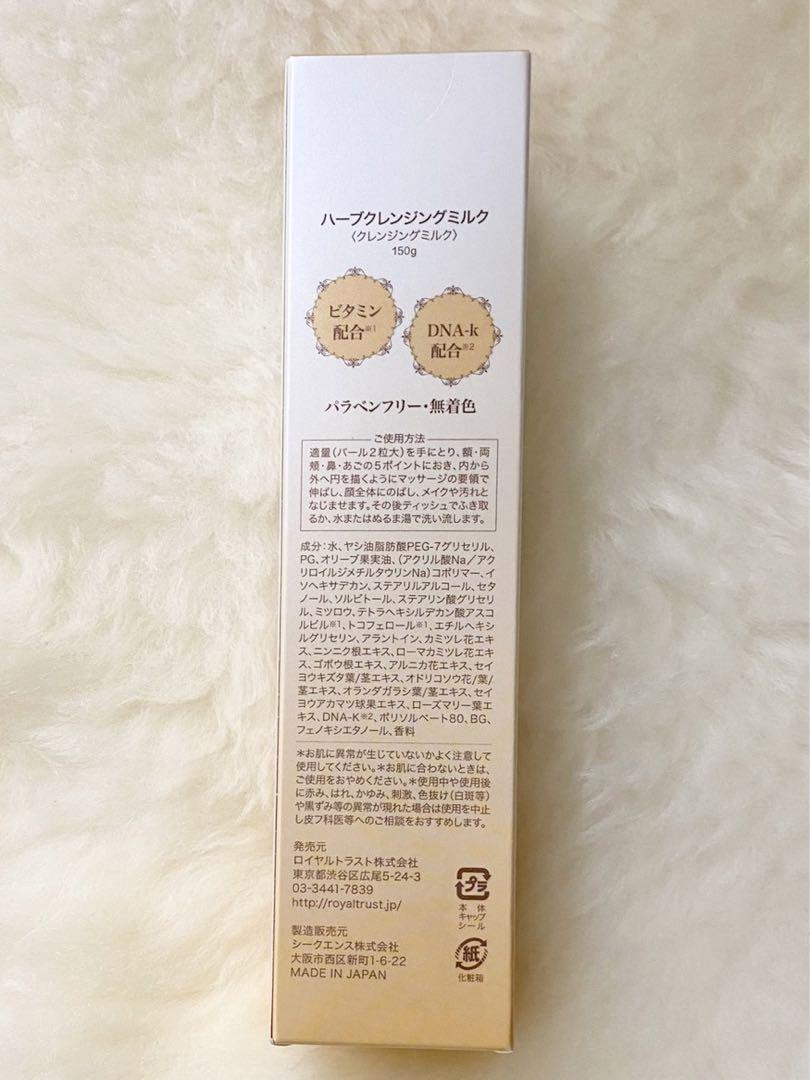 ハーブクレンジングミルク
〈クレンジングミルク〉
150g
ビタミン
配合※1
DNA-k
配合※2
パラベンフリー・無着色
ご使用方法
適量（パール2粒大）を手にとり、額・両
頬・鼻・あごの5ポイントにおき、内から
外へ円を描くようにマッサージの要領で
伸ばし、顔全体にのばし、メイクや汚れと
なじませます。その後ティッシュでふき取
るか、水またはぬるま湯で洗い流します。
成分：水、ヤシ油脂肪酸PEG-7グリセリル、
PG、オリーブ果実油、（アクリル酸Na／アク
リロイルジメチルタウリンNa）コポリマー、イ
ソヘキサデカン、ステアリルアルコール、セタ
ノール、ソルビトール、ステアリン酸グリセリ
ル、ミツロウ、テトラヘキシルデカン酸アスコ
ルビル※1、トコフェロール※1、エチルヘキシ
ルグリセリン、アラントイン、カミツレ花エキ
ス、ニンニク根エキス、ローマカミツレ花エキ
ス、ゴボウ根エキス、アルニカ花エキス、セイ
ヨウキズタ葉/茎エキス、オドリコソウ花/葉/
茎エキス、オランダガラシ葉/茎エキス、セイ
ヨウアカマツ球果エキス、ローズマリー葉エ
キス、DNA-K※2、ポリソルベート80、BG、
フェノキシエタノール、香料
＊お肌に異常が生じていないかよく注意して
使用してください。＊お肌に合わないときは、
ご使用をおやめください。＊使用中や使用後
に赤み、はれ、かゆみ、刺激、色抜け（白斑等）
や黒ずみ等の異常が現れた場合は使用を中止
し皮フ科医等へのご相談をおすすめします。
発売元
ロイヤルトラスト株式会社
東京都渋谷区広尾5-24-3
03-3441-7839
http://royaltrust.jp/
製造販売元
シークエンス株式会社
大阪市西区新町1-6-22
MADE IN JAPAN
プラ
本体
キャップ
シール
紙
化粧箱